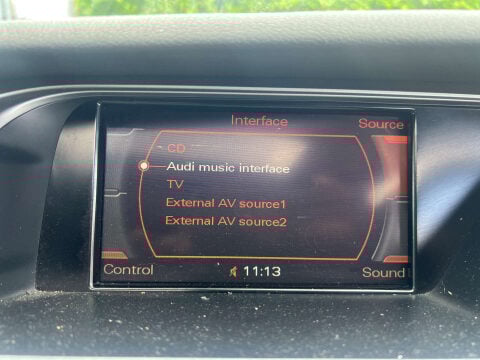 Interface
Source
CD
Audi music interface
TV
External AV source1
External AV source2
Control
11:13
Sound